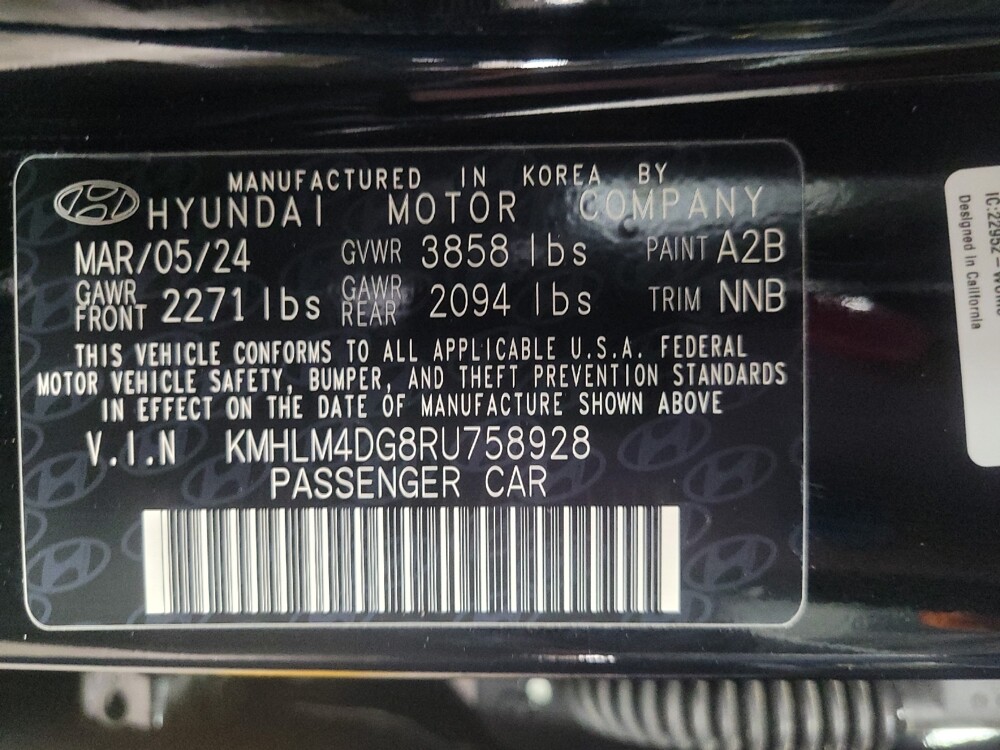 MANUFACTURED IN KOREA BY
HYUNDAI MOTOR COMPANY
MAR/05/24 GVWR 3858 lbs PAINT A2B
GAWR FRONT 2271 lbs GAWR REAR 2094 lbs TRIM NNB
THIS VEHICLE CONFORMS TO ALL APPLICABLE U.S.A. FEDERAL
MOTOR VEHICLE SAFETY, BUMPER, AND THEFT PREVENTION STANDARDS
IN EFFECT ON THE DATE OF MANUFACTURE SHOWN ABOVE
V.I.N KMHLM4DG8RU758928
PASSENGER CAR
Designed in California